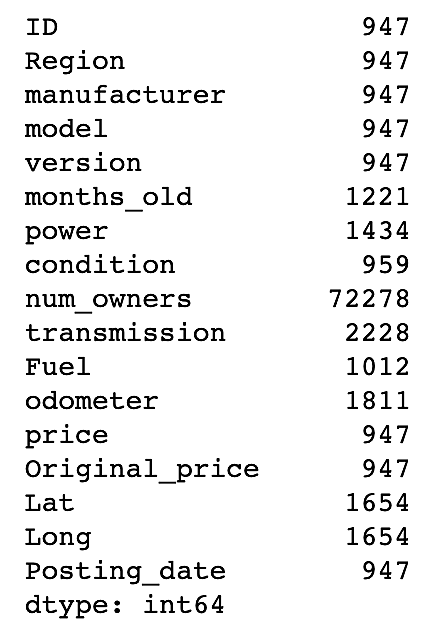 ID 947
Region 947
manufacturer 947
model 947
version 947
months_old 1221
power 1434
condition 959
num_owners 72278
transmission 2228
Fuel 1012
odometer 1811
price 947
Original_price 947
Lat 1654
Long 1654
Posting_date 947
dtype: int64